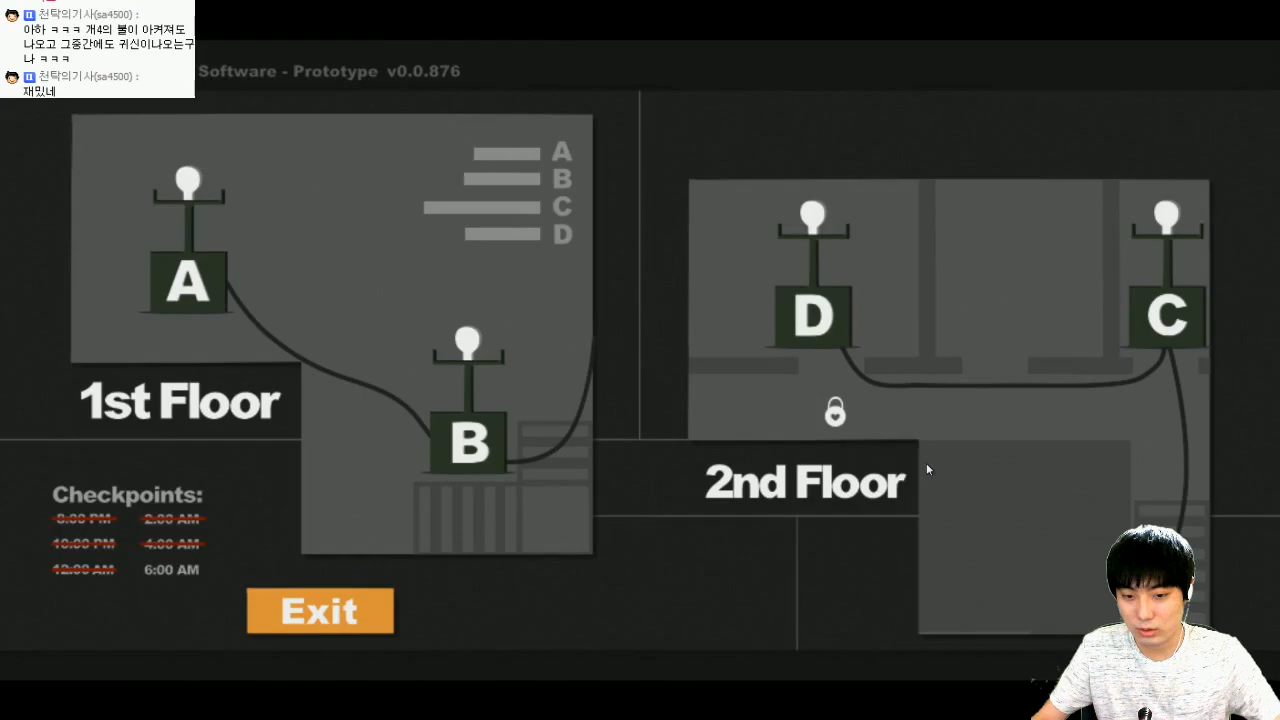 천탁의기사(sa4500) :
아하 ㅋㅋㅋ 개4의 불이 아켜져도
나오고 그중간에도 귀신이나오는구
나 ㅋㅋㅋ
천탁의기사(sa4500) :
재밌네
Software - Prototype v0.0.876
A
B
C
D
A
B
1st Floor
D
C
2nd Floor
Checkpoints:
8:00 PM 2:00 AM
10:00 PM 4:00 AM
12:00 AM 6:00 AM
Exit